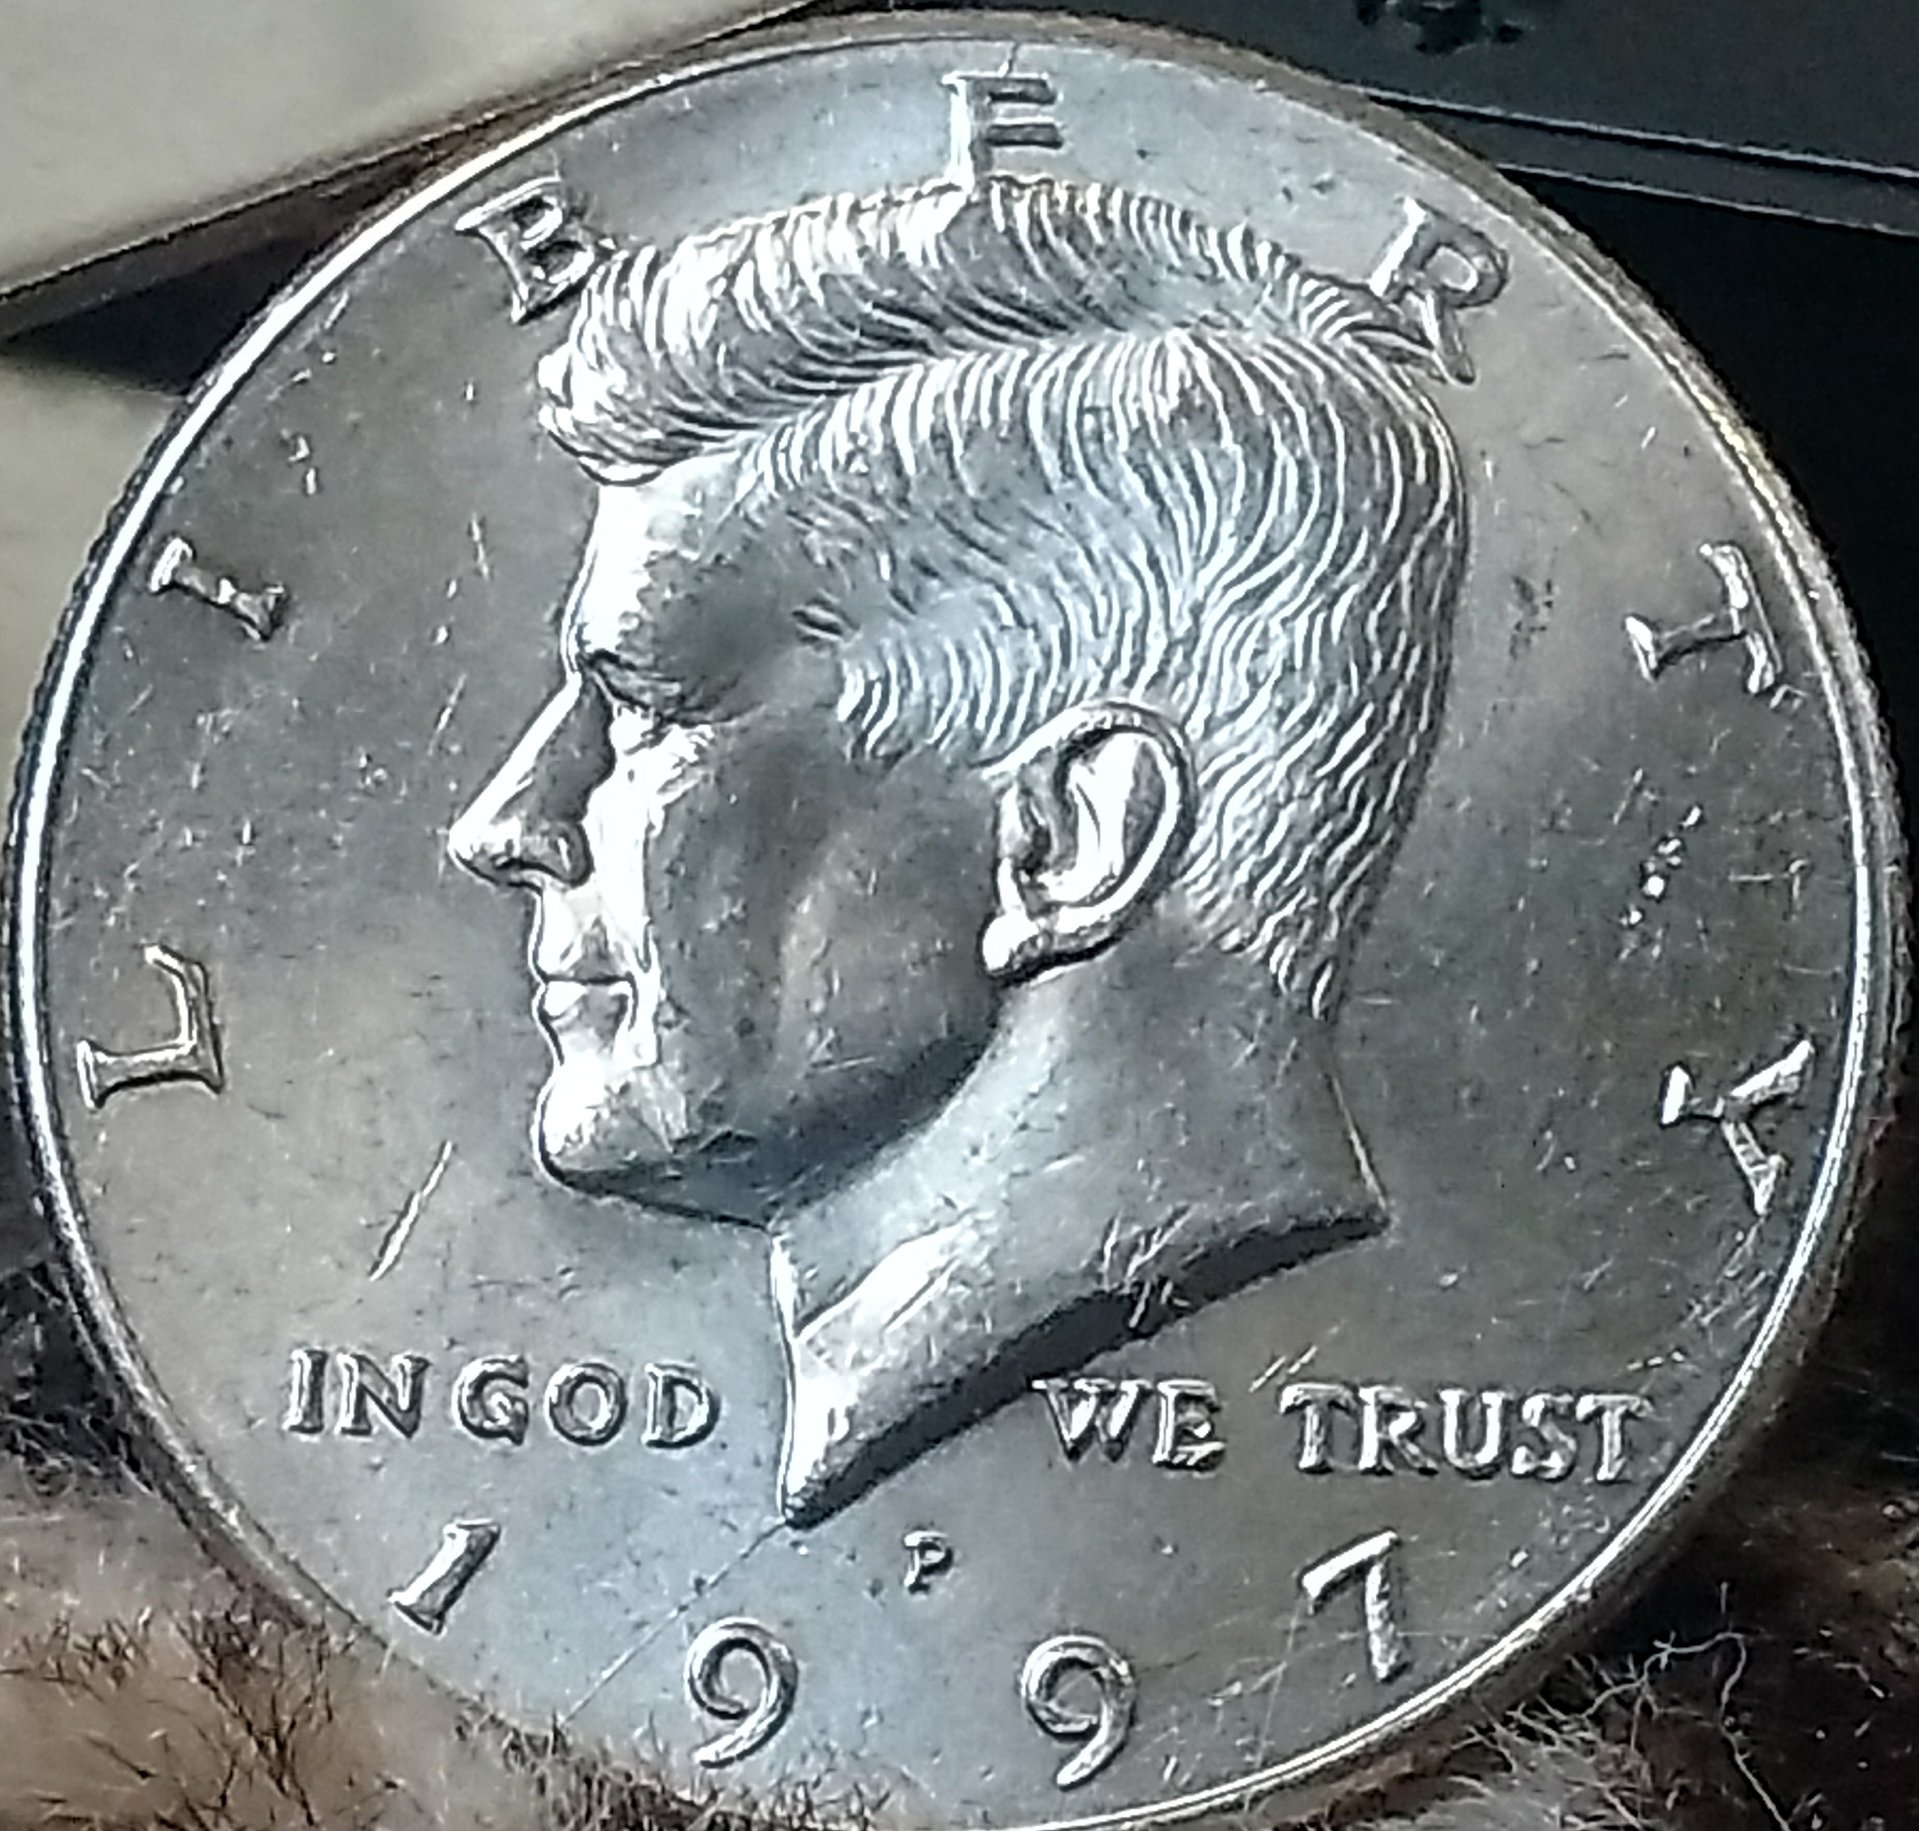 LIBERTY
IN GOD WE TRUST
P
1997